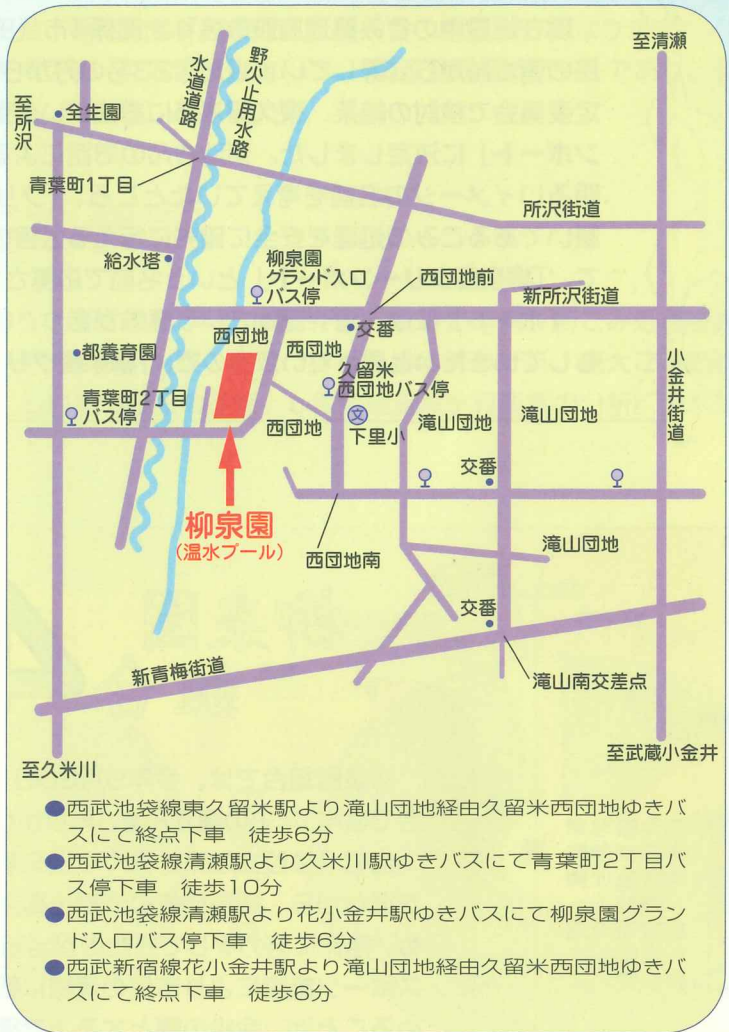 至清瀬
水道道路
野火止用水路
至所沢
全生園
青葉町1丁目
所沢街道
給水塔
柳泉園
グランド入口
バス停
西団地前
新所沢街道
西団地
交番
西団地
都養育園
久留米
西団地バス停
小金井街道
青葉町2丁目
バス停
西団地
文
下里小
滝山団地
滝山団地
交番
柳泉園
(温水プール)
西団地南
滝山団地
交番
新青梅街道
滝山南交差点
至久米川
至武蔵小金井
●西武池袋線東久留米駅より滝山団地経由久留米西団地ゆきバ
スにて終点下車 徒歩6分
●西武池袋線清瀬駅より久米川駅ゆきバスにて青葉町2丁目バ
ス停下車 徒歩10分
●西武池袋線清瀬駅より花小金井駅ゆきバスにて柳泉園グラン
ド入口バス停下車 徒歩6分
●西武新宿線花小金井駅より滝山団地経由久留米西団地ゆきバ
スにて終点下車 徒歩6分